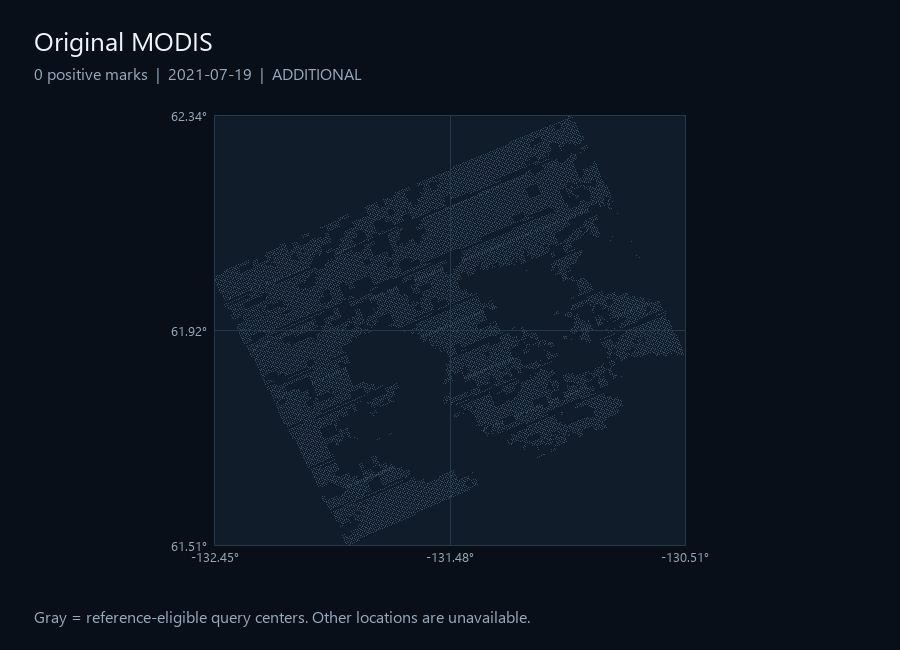 Original MODIS
0 positive marks | 2021-07-19 | ADDITIONAL
62.34°
61.92°
61.51°
-132.45° -131.48° -130.51°
Gray = reference-eligible query centers. Other locations are unavailable.